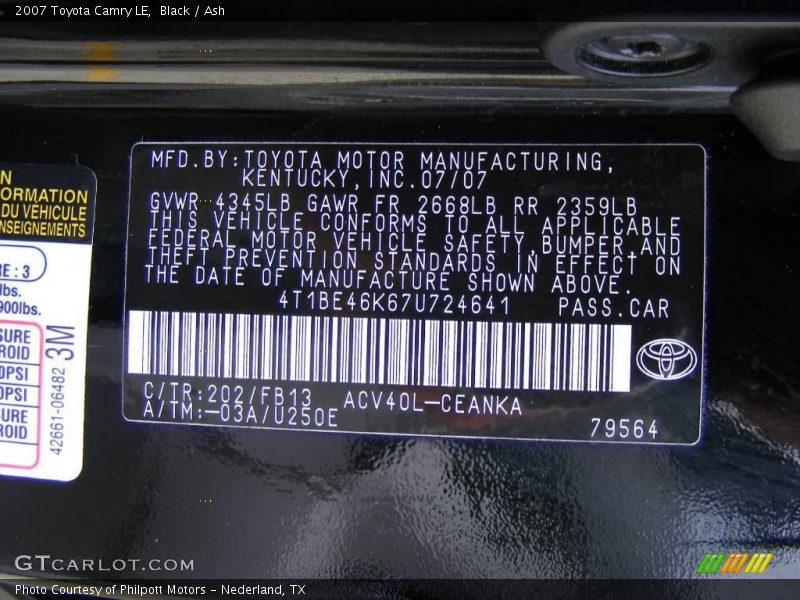 2007 Toyota Camry LE, Black / Ash
MFD.BY:TOYOTA MOTOR MANUFACTURING,
KENTUCKY,INC.07/07
GVWR 4345LB GAWR FR 2668LB RR 2359LB
THIS VEHICLE CONFORMS TO ALL APPLICABLE
FEDERAL MOTOR VEHICLE SAFETY,BUMPER,AND
THEFT PREVENTION STANDARDS IN EFFECT ON
THE DATE OF MANUFACTURE SHOWN ABOVE.
4T1BE46K67U724641 PASS.CAR
C/TR:202/FB13 ACV40L-CEANKA
A/TM:-03A/U250E
79564
N
ORMATION
DU VÉHICULE
NSEIGNEMENTS
RE : 3
lbs.
900lbs.
SURE
ROID
0PSI
0PSI
SURE
ROID
42661-06482 3M
GTCARLOT.COM
Photo Courtesy of Philpott Motors - Nederland, TX